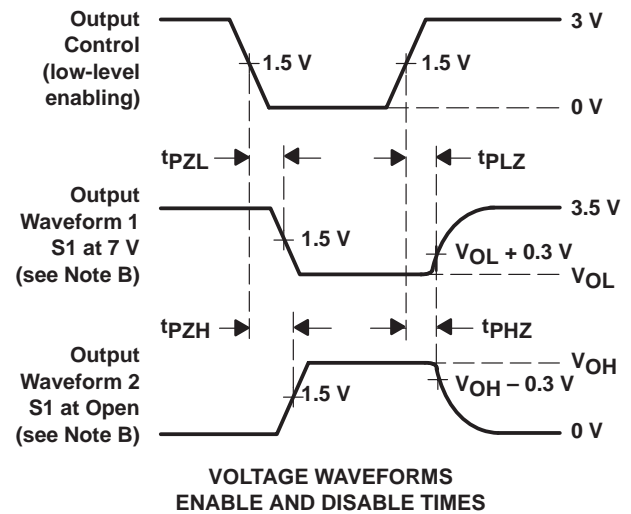 Output
Control
(low-level
enabling)
3 V
1.5 V
1.5 V
0 V
tPZL
tPLZ
Output
Waveform 1
S1 at 7 V
(see Note B)
3.5 V
1.5 V
VOL + 0.3 V
VOL
tPZH
tPHZ
Output
Waveform 2
S1 at Open
(see Note B)
VOH
1.5 V
VOH – 0.3 V
0 V
VOLTAGE WAVEFORMS
ENABLE AND DISABLE TIMES